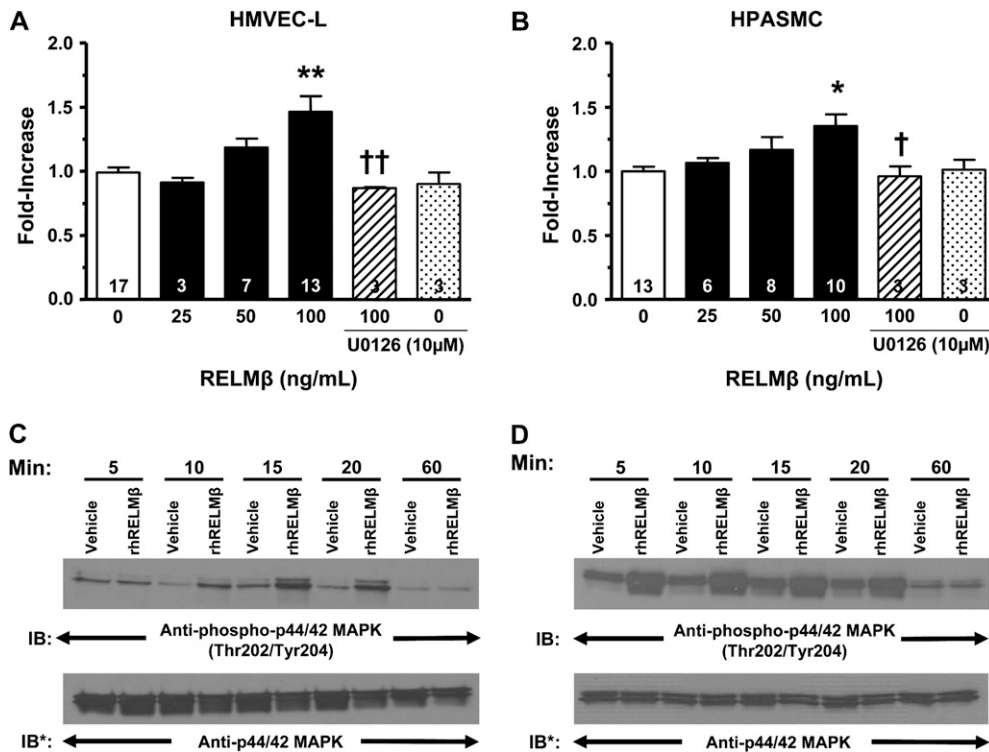 A
HMVEC-L
Fold-Increase
2.0
1.5
1.0
0.5
0.0
**
††
17 3 7 13 3 3
0 25 50 100 100 0
U0126 (10µM)
RELMβ (ng/mL)
B
HPASMC
Fold-Increase
2.0
1.5
1.0
0.5
0.0
*
†
13 6 8 10 3 3
0 25 50 100 100 0
U0126 (10µM)
RELMβ (ng/mL)
C
Min: 5 10 15 20 60
Vehicle rhRELMβ Vehicle rhRELMβ Vehicle rhRELMβ Vehicle rhRELMβ Vehicle rhRELMβ
IB: Anti-phospho-p44/42 MAPK
(Thr202/Tyr204)
IB*: Anti-p44/42 MAPK
D
Min: 5 10 15 20 60
Vehicle rhRELMβ Vehicle rhRELMβ Vehicle rhRELMβ Vehicle rhRELMβ Vehicle rhRELMβ
IB: Anti-phospho-p44/42 MAPK
(Thr202/Tyr204)
IB*: Anti-p44/42 MAPK